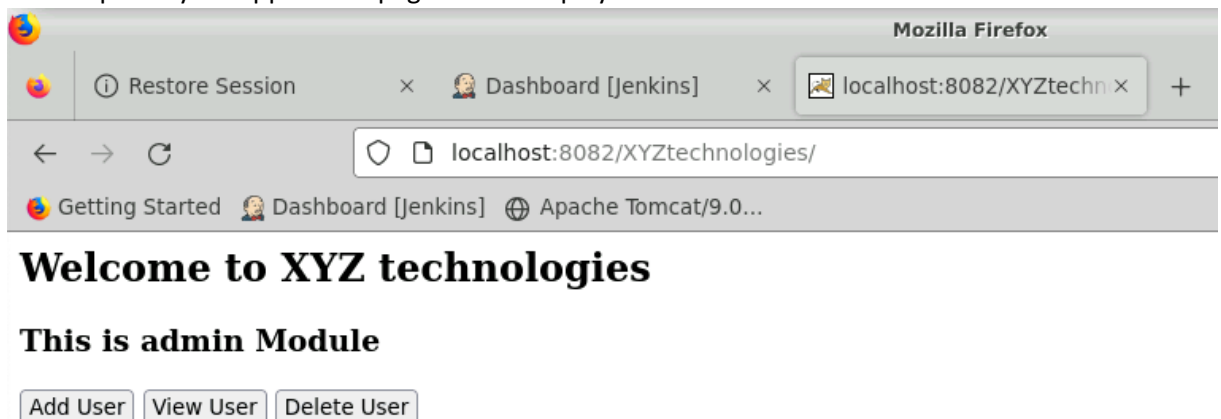 Mozilla Firefox
Restore Session
Dashboard [Jenkins]
localhost:8082/XYZtechn
localhost:8082/XYZtechnologies/
Getting Started Dashboard [Jenkins] Apache Tomcat/9.0...
Welcome to XYZ technologies
This is admin Module
Add User View User Delete User